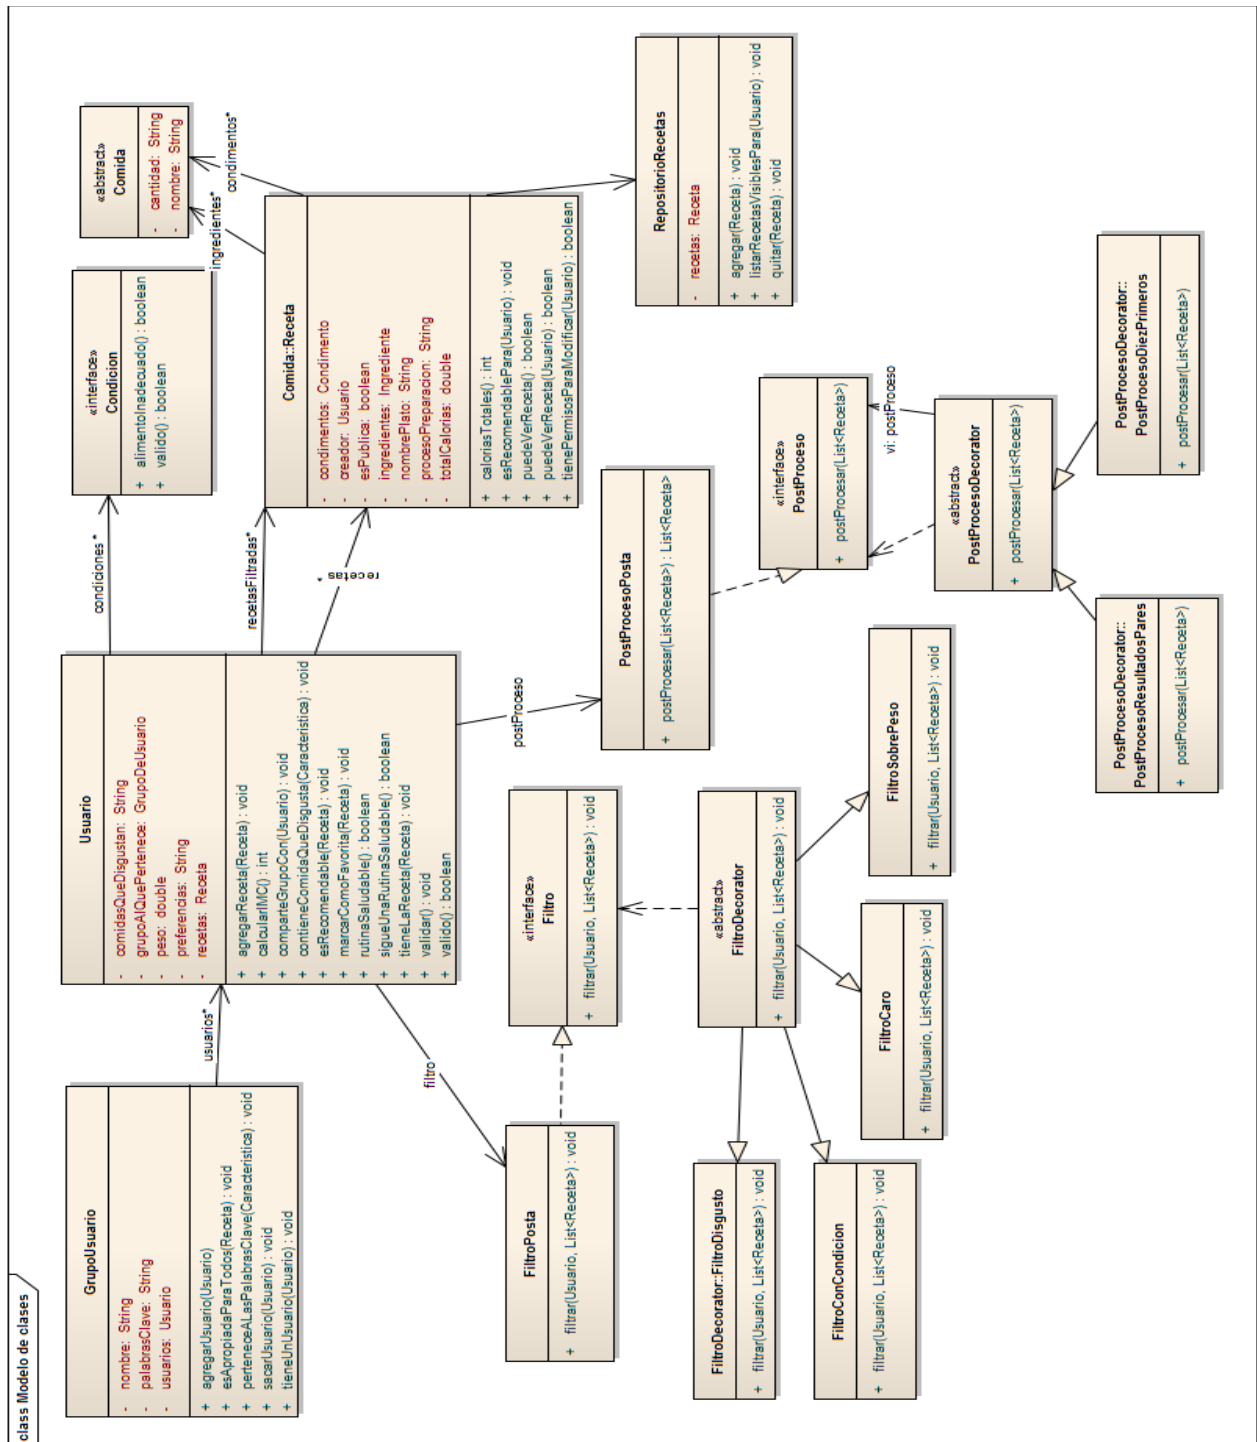 class Modelo de clases
GrupoUsuario
- nombre: String
- palabrasClave: String
- usuarios: Usuario
+ agregarUsuario(Usuario)
+ esApropiadaParaTodos(Receta) : void
+ perteneceALasPalabrasClave(Caracteristica) : void
+ sacarUsuario(Usuario) : void
+ tieneUnUsuario(Usuario) : void
usuarios*
Usuario
- comidasQueDisgustan: String
- grupoAlQuePertenece: GrupoDeUsuario
- peso: double
- preferencias: String
- recetas: Receta
+ agregarReceta(Receta) : void
+ calcularIMC() : int
+ comparteGrupoCon(Usuario) : void
+ contieneComidaQueDisgusta(Caracteristica) : void
+ esRecomendable(Receta) : void
+ marcarComoFavorita(Receta) : void
+ rutinaSaludable() : boolean
+ sigueUnaRutinaSaludable() : boolean
+ tieneLaReceta(Receta) : void
+ validar() : void
+ valido() : boolean
condiciones*
recetasFiltradas*
recetas*
«interface»
Condicion
+ alimentoInadecuado() : boolean
+ valido() : boolean
«abstract»
Comida
- cantidad: String
- nombre: String
ingredientes*
condimentos*
Comida::Receta
- condimentos: Condimento
- creador: Usuario
- esPublica: boolean
- ingredientes: Ingrediente
- nombrePlato: String
- procesoPreparacion: String
- totalCalorias: double
+ caloriasTotales() : int
+ esRecomendablePara(Usuario) : void
+ puedeVerReceta() : boolean
+ puedeVerReceta(Usuario) : boolean
+ tienePermisosParaModificar(Usuario) : boolean
RepositorioRecetas
- recetas: Receta
+ agregar(Receta) : void
+ listarRecetasVisiblesPara(Usuario) : void
+ quitar(Receta) : void
filtro
postProceso
FiltroPosta
+ filtrar(Usuario, List<Receta>) : void
«interface»
Filtro
+ filtrar(Usuario, List<Receta>) : void
PostProcesoPosta
+ postProcesar(List<Receta>) : List<Receta>
«interface»
PostProceso
+ postProcesar(List<Receta>)
vi: postProceso
«abstract»
FiltroDecorator
+ filtrar(Usuario, List<Receta>) : void
FiltroDecorator::FiltroDisgusto
+ filtrar(Usuario, List<Receta>) : void
FiltroConCondicion
+ filtrar(Usuario, List<Receta>) : void
FiltroCaro
+ filtrar(Usuario, List<Receta>) : void
FiltroSobrePeso
+ filtrar(Usuario, List<Receta>) : void
«abstract»
PostProcesoDecorator
+ postProcesar(List<Receta>)
PostProcesoDecorator::
PostProcesoResultadosPares
+ postProcesar(List<Receta>)
PostProcesoDecorator::
PostProcesoDiezPrimeros
+ postProcesar(List<Receta>)